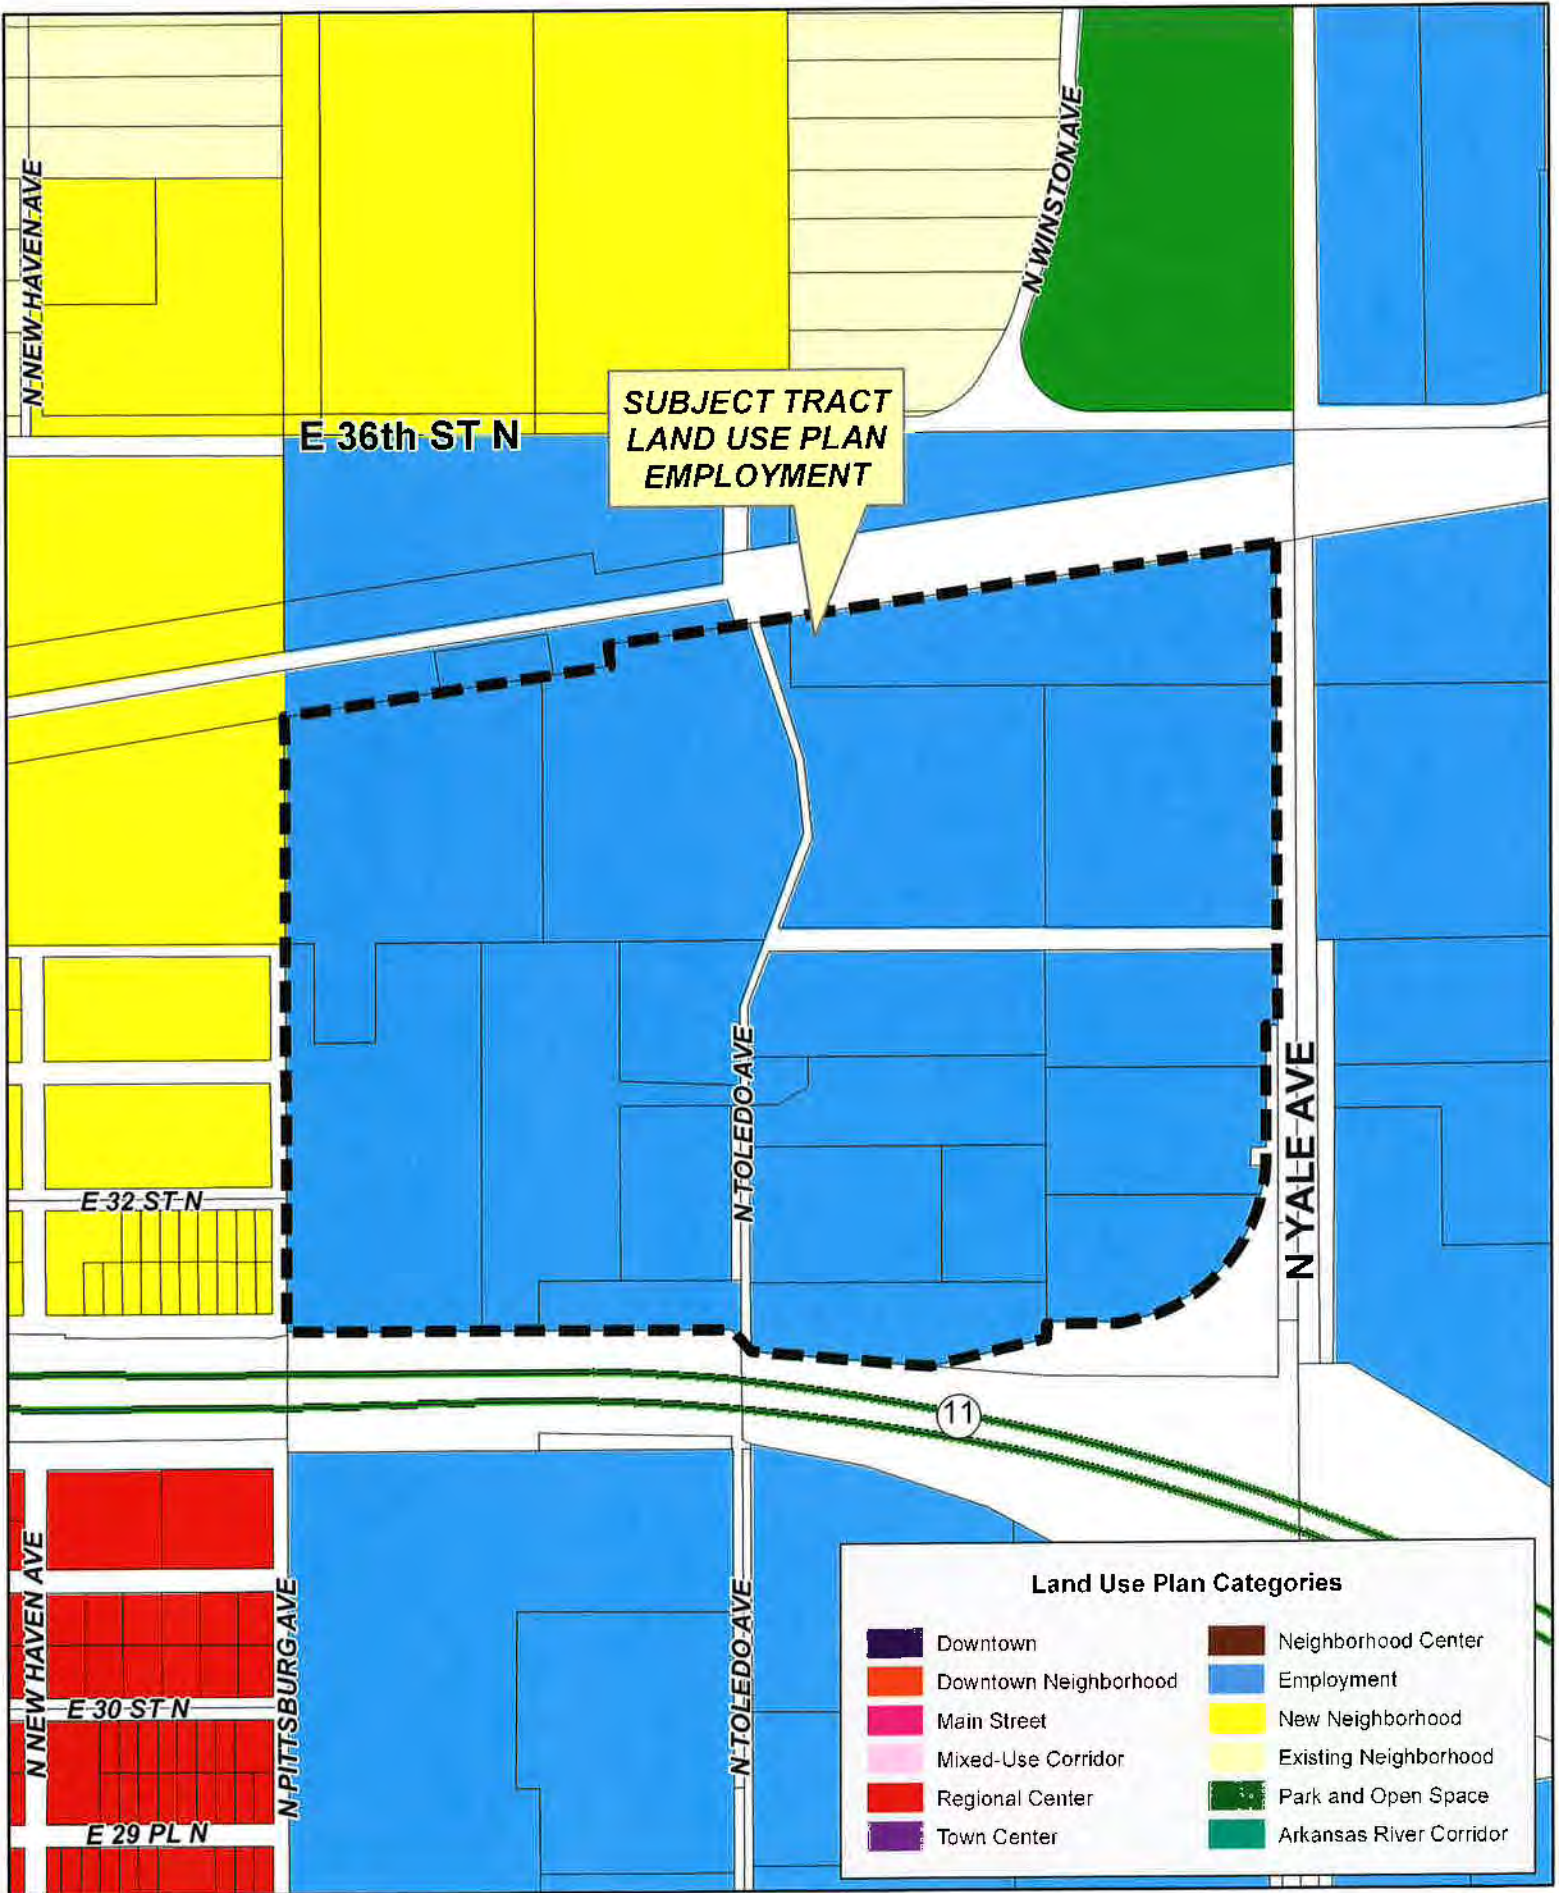 N NEW HAVEN AVE
N WINSTON AVE
E 36th ST N
SUBJECT TRACT
LAND USE PLAN
EMPLOYMENT
N TOLEDO AVE
N YALE AVE
E 32 ST N
11
N NEW HAVEN AVE
N PITTSBURG AVE
N TOLEDO AVE
E 30 ST N
E 29 PL N
Land Use Plan Categories
Downtown
Downtown Neighborhood
Main Street
Mixed-Use Corridor
Regional Center
Town Center
Neighborhood Center
Employment
New Neighborhood
Existing Neighborhood
Park and Open Space
Arkansas River Corridor